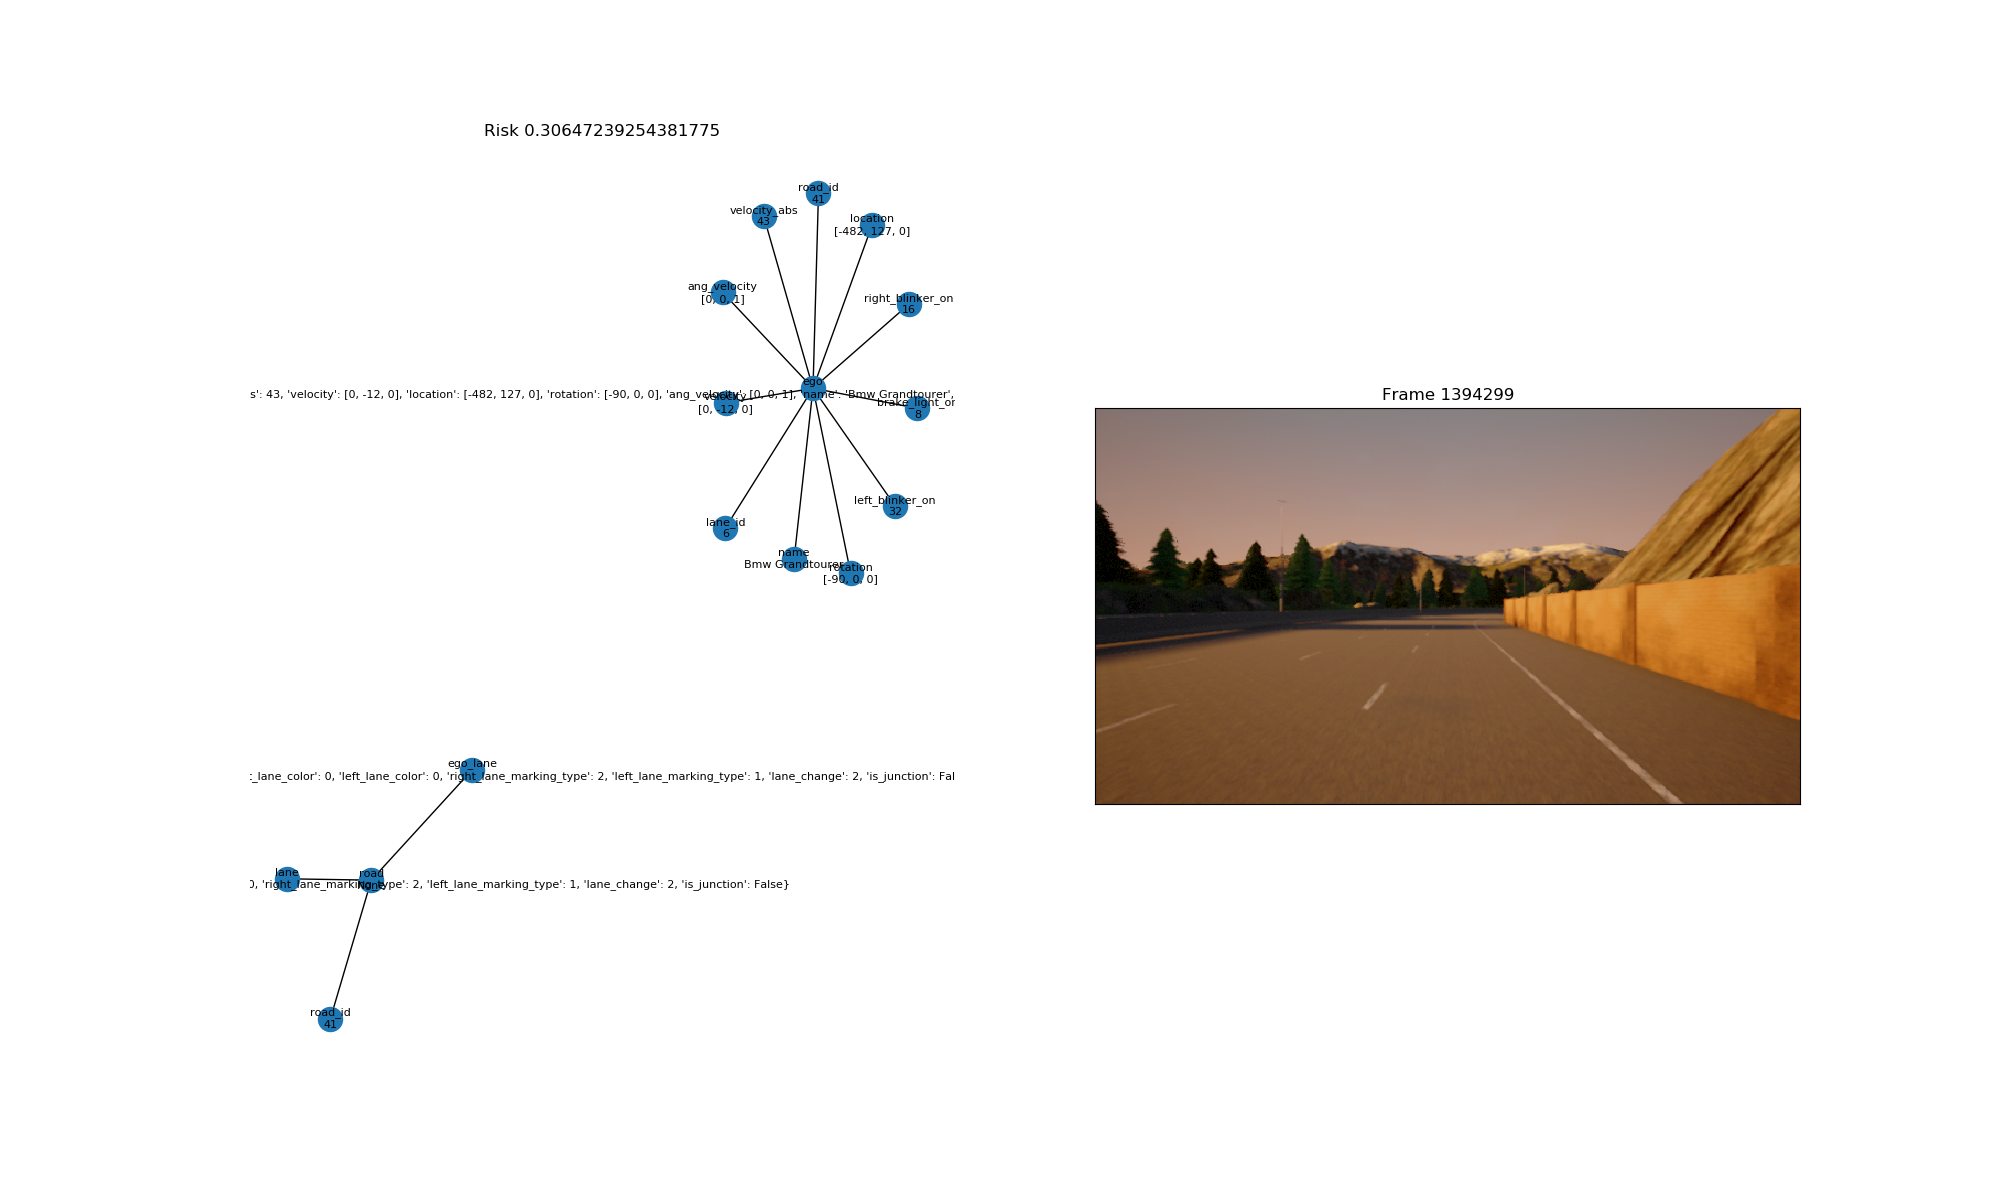 Risk 0.30647239254381775
road_id
41
velocity_abs
43
location
[-482, 127, 0]
ang_velocity
[0, 0, 1]
right_blinker_on
16
ego
s': 43, 'velocity': [0, -12, 0], 'location': [-482, 127, 0], 'rotation': [-90, 0, 0], 'ang_velocity': [0, 0, 1], 'name': 'Bmw Grandtourer',
velocity
[0, -12, 0]
brake_light_on
8
left_blinker_on
32
lane_id
6
name
Bmw Grandtourer
rotation
[-90, 0, 0]
Frame 1394299
ego_lane
t_lane_color': 0, 'left_lane_color': 0, 'right_lane_marking_type': 2, 'left_lane_marking_type': 1, 'lane_change': 2, 'is_junction': Fal
lane
0, 'right_lane_marking_type': 2, 'left_lane_marking_type': 1, 'lane_change': 2, 'is_junction': False}
road
None
road_id
41